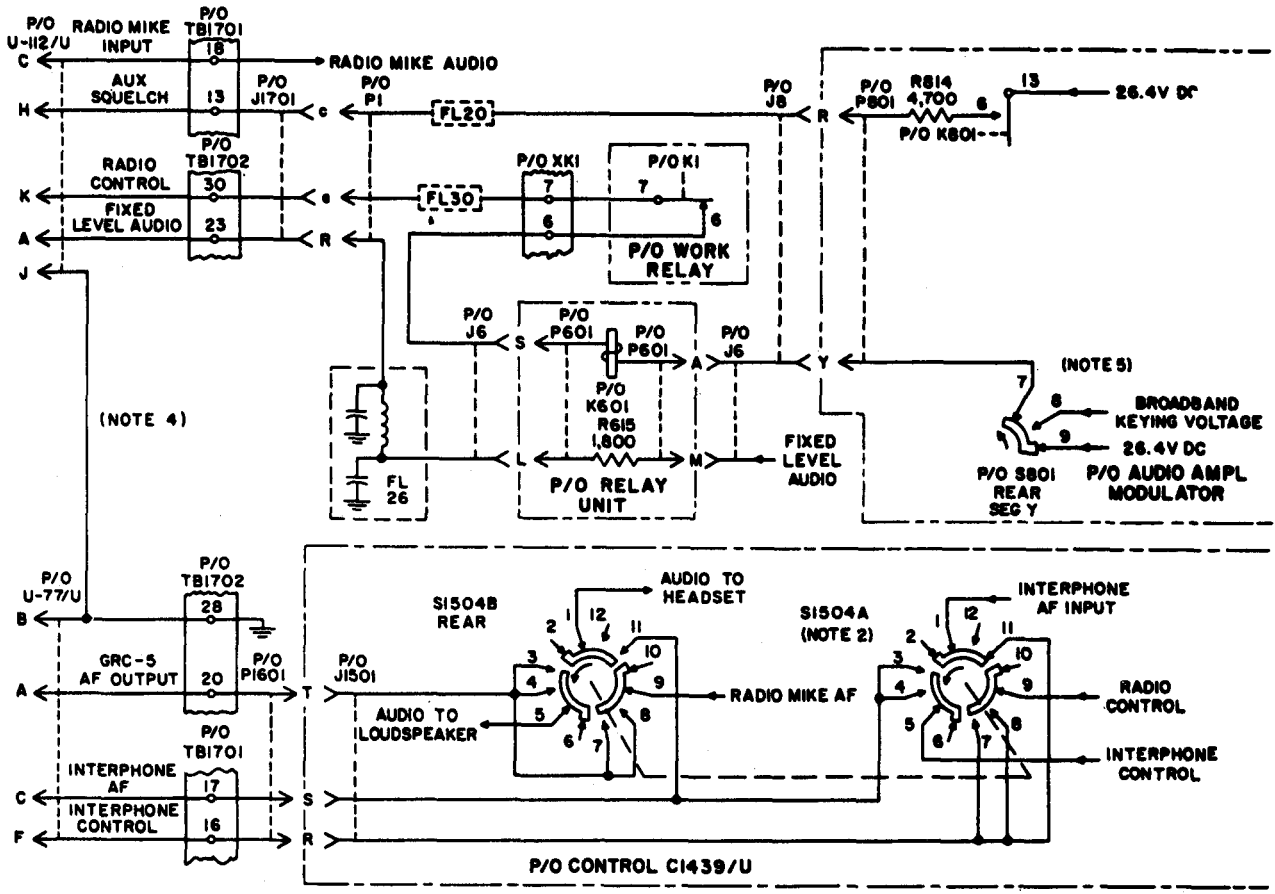 P/O
U-112/U
RADIO MIKE
INPUT
P/O
TB1701
18
C
RADIO MIKE AUDIO
AUX
SQUELCH
13
P/O
J1701
P/O
P1
H
c
FL20
P/O
J8
R
P/O
P801
R814
4,700
6
13
26.4V DC
P/O K801
P/O
TB1702
RADIO
CONTROL
30
K
e
FL30
P/O XK1
7
P/O K1
7
6
6
FIXED
LEVEL AUDIO
23
A
R
P/O WORK
RELAY
J
P/O
J6
S
P/O
P601
P/O
P601
A
P/O
J6
Y
(NOTE 5)
7
8
BROADBAND
KEYING VOLTAGE
9
26.4V DC
P/O
K601
R615
1,800
(NOTE 4)
L
M
FIXED
LEVEL
AUDIO
FL
26
P/O RELAY
UNIT
P/O S801
REAR
SEG Y
P/O AUDIO AMPL
MODULATOR
P/O
U-77/U
P/O
TB1702
28
B
GRC-5
AF OUTPUT
20
A
P/O
P1601
T
P/O
J1501
S1504B
REAR
AUDIO TO
HEADSET
1
12
2
11
3
10
4
9
5
8
6
7
RADIO MIKE AF
AUDIO TO
LOUDSPEAKER
S1504A
(NOTE 2)
INTERPHONE
AF INPUT
1
12
2
11
3
10
4
9
5
8
6
7
RADIO
CONTROL
INTERPHONE
CONTROL
P/O
TB1701
INTERPHONE
AF
17
C
S
INTERPHONE
CONTROL
16
F
R
P/O CONTROL C1439/U